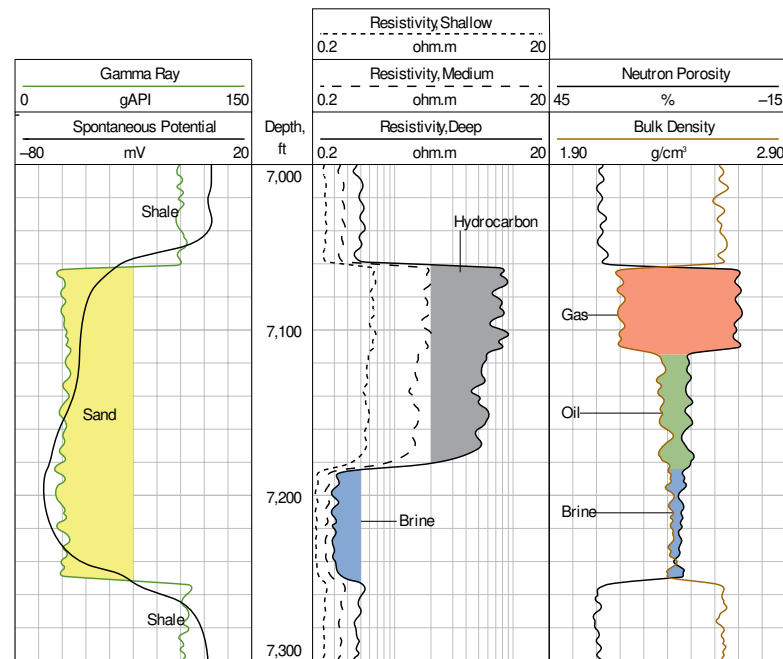 Resistivity, Shallow
0.2 ohm.m 20
Gamma Ray
0 gAPI 150
Resistivity, Medium
0.2 ohm.m 20
Neutron Porosity
45 % –15
Spontaneous Potential
–80 mV 20
Depth,
ft
Resistivity, Deep
0.2 ohm.m 20
Bulk Density
1.90 g/cm³ 2.90
7,000
Shale
Hydrocarbon
Gas
7,100
Sand
Oil
7,200
Brine
Brine
Shale
7,300